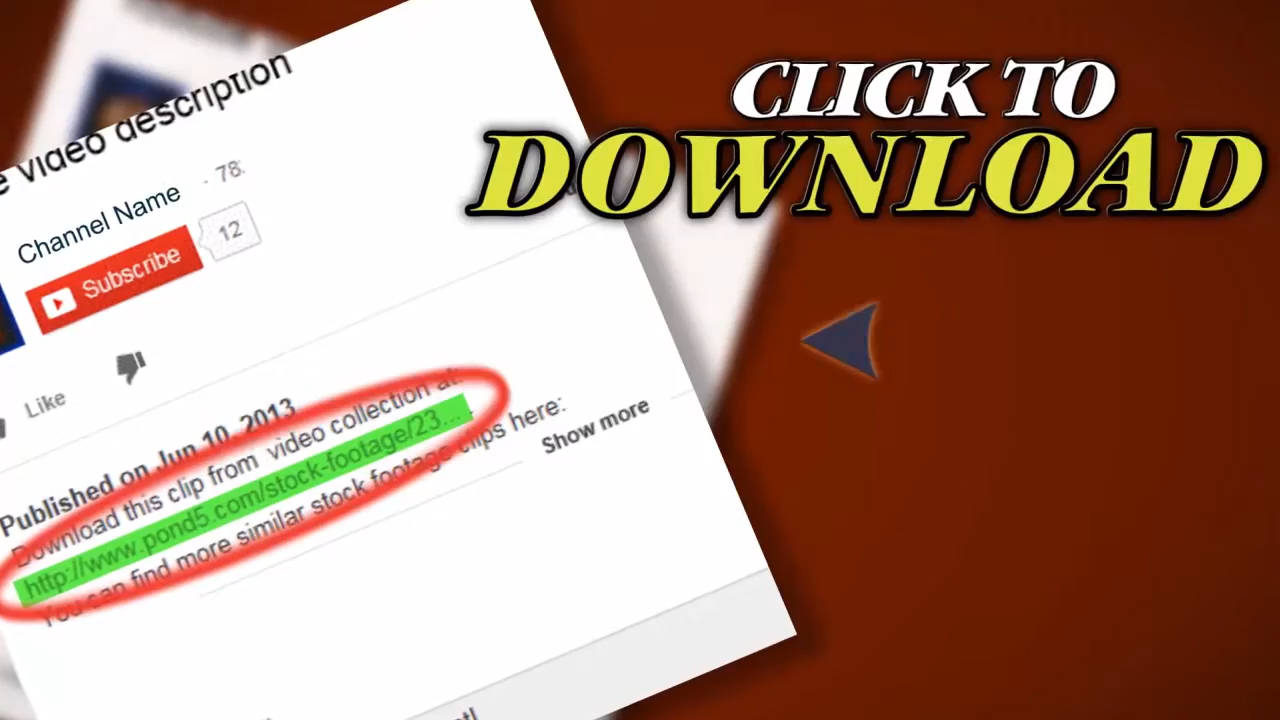 CLICK TO
DOWNLOAD
video description
Channel Name
78
Subscribe
12
Like
Published on Jun 10, 2013
Download this clip from video collection at:
http://www.pond5.com/stock-footage/23...
You can find more similar stock footage clips here:
Show more